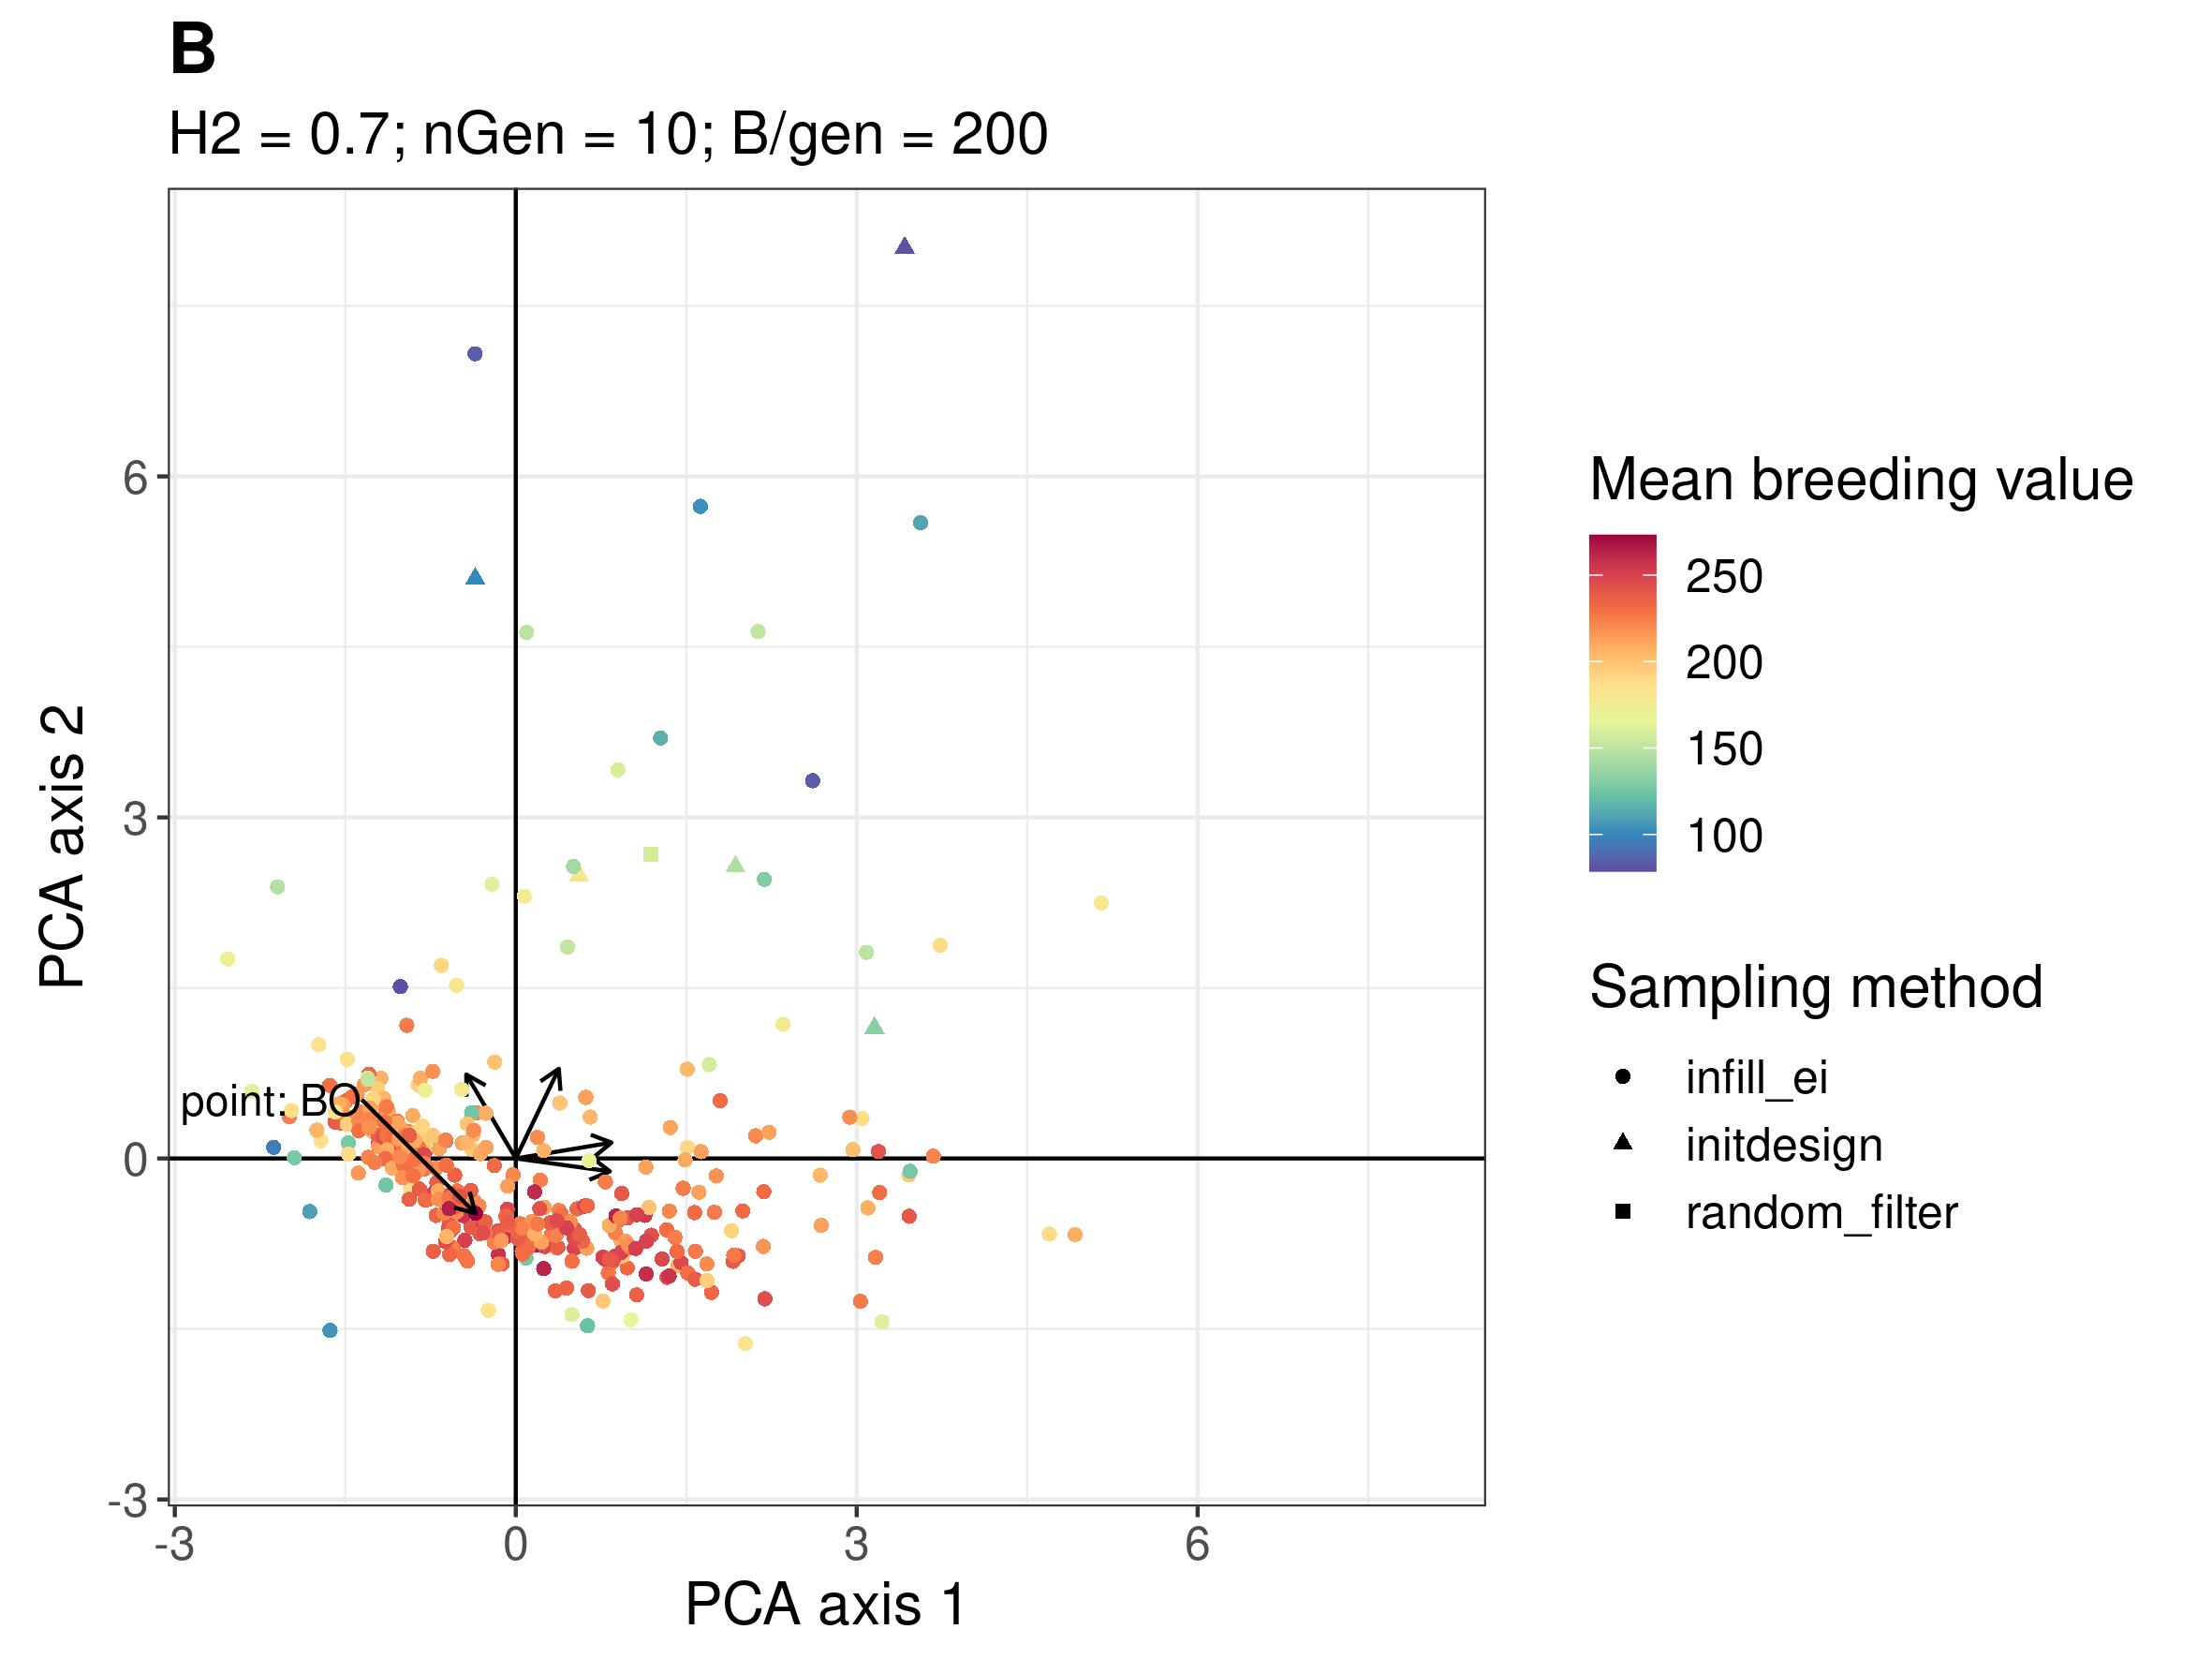 B
H2 = 0.7; nGen = 10; B/gen = 200
PCA axis 2
6
3
0
-3
point: BO
-3
0
3
6
PCA axis 1
Mean breeding value
250
200
150
100
Sampling method
infill_ei
initdesign
random_filter